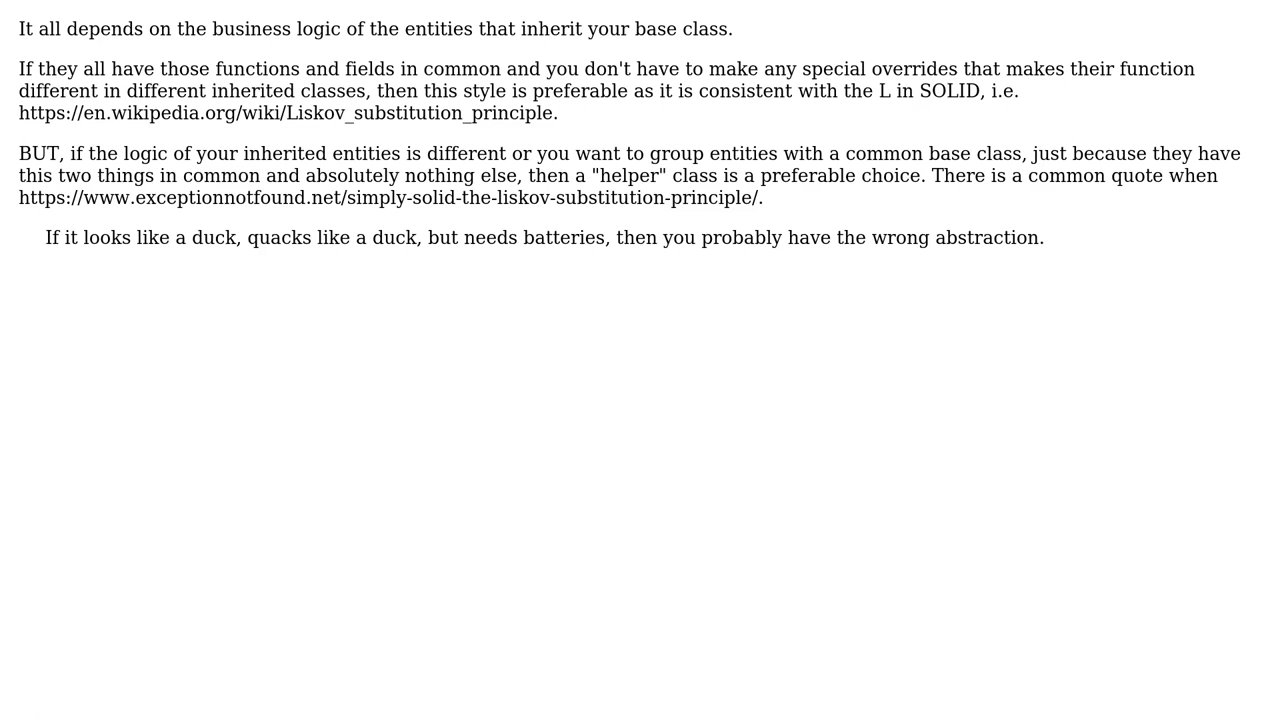 It all depends on the business logic of the entities that inherit your base class.
If they all have those functions and fields in common and you don't have to make any special overrides that makes their function
different in different inherited classes, then this style is preferable as it is consistent with the L in SOLID, i.e.
https://en.wikipedia.org/wiki/Liskov_substitution_principle.
BUT, if the logic of your inherited entities is different or you want to group entities with a common base class, just because they have
this two things in common and absolutely nothing else, then a "helper" class is a preferable choice. There is a common quote when
https://www.exceptionnotfound.net/simply-solid-the-liskov-substitution-principle/.
If it looks like a duck, quacks like a duck, but needs batteries, then you probably have the wrong abstraction.